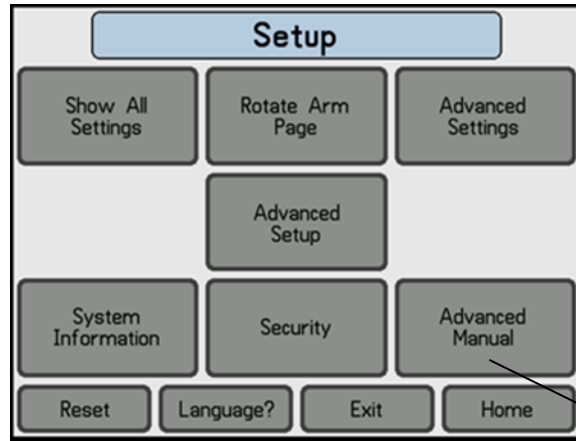 Setup
Show All
Settings
Rotate Arm
Page
Advanced
Settings
Advanced
Setup
System
Information
Security
Advanced
Manual
Reset
Language?
Exit
Home